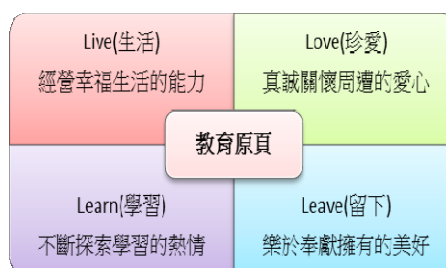 Live(生活)
經營幸福生活的能力
Love(珍愛)
真誠關懷周遭的愛心
教育原頁
Learn(學習)
不斷探索學習的熱情
Leave(留下)
樂於奉獻擁有的美好